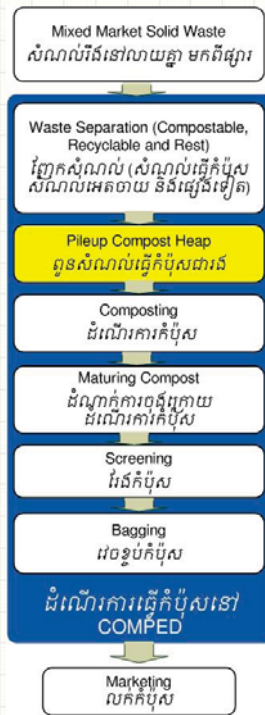 Mixed Market Solid Waste
សំណល់រឹងនៅលាយគ្នា មកពីផ្សារ
Waste Separation (Compostable,
Recyclable and Rest)
ញែកសំណល់ (សំណល់ធ្វើកំប៉ុស
សំណល់អេតចាយ និងផ្សេងទៀត)
Pileup Compost Heap
ពូនសំណល់ធ្វើកំប៉ុសជារង
Composting
ដំណើរការកំប៉ុស
Maturing Compost
ដំណាក់ការចុងក្រោយ
ដំណើរការកំប៉ុស
Screening
រែងកំប៉ុស
Bagging
វេចខ្ចប់កំប៉ុស
ដំណើរការធ្វើកំប៉ុសនៅ
COMPED
Marketing
លក់កំប៉ុស